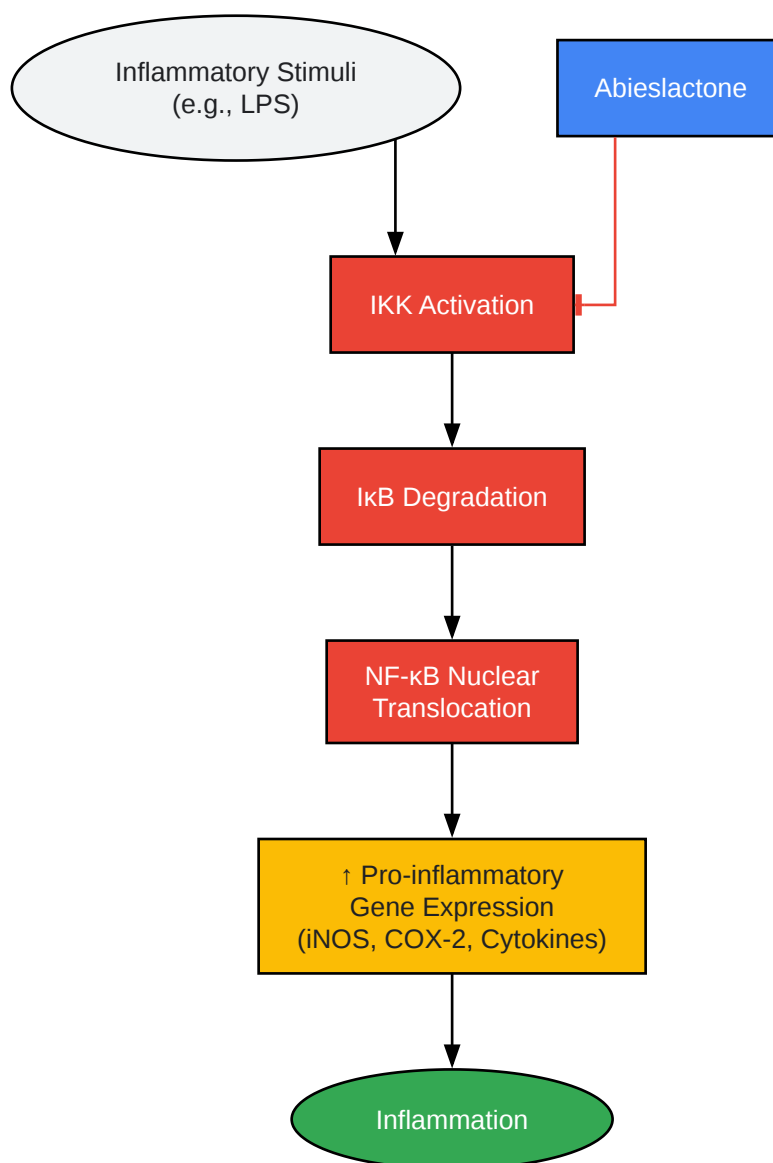 Inflammatory Stimuli
(e.g., LPS)
Abieslactone
IKK Activation
IκB Degradation
NF-κB Nuclear
Translocation
↑ Pro-inflammatory
Gene Expression
(iNOS, COX-2, Cytokines)
Inflammation